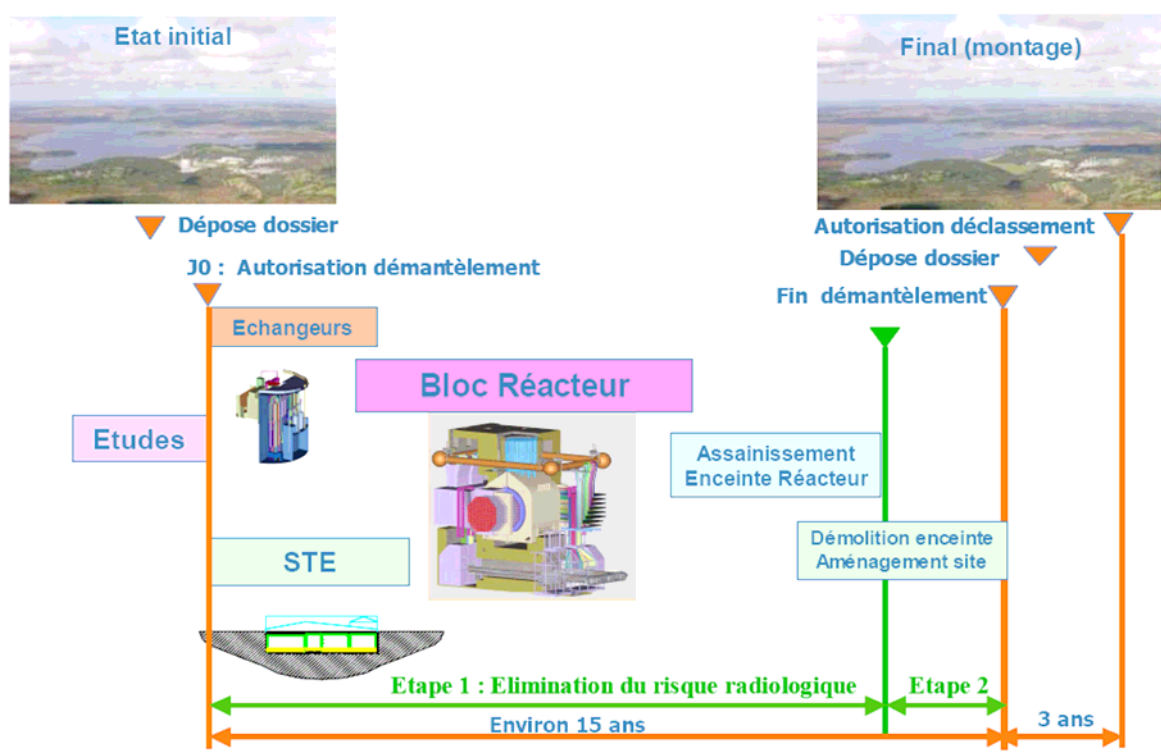 Etat initial
Final (montage)
Dépose dossier
Autorisation déclassement
J0 : Autorisation démantèlement
Dépose dossier
Fin démantèlement
Echangeurs
Bloc Réacteur
Etudes
Assainissement
Enceinte Réacteur
STE
Démolition enceinte
Aménagement site
Etape 1 : Elimination du risque radiologique
Etape 2
Environ 15 ans
3 ans